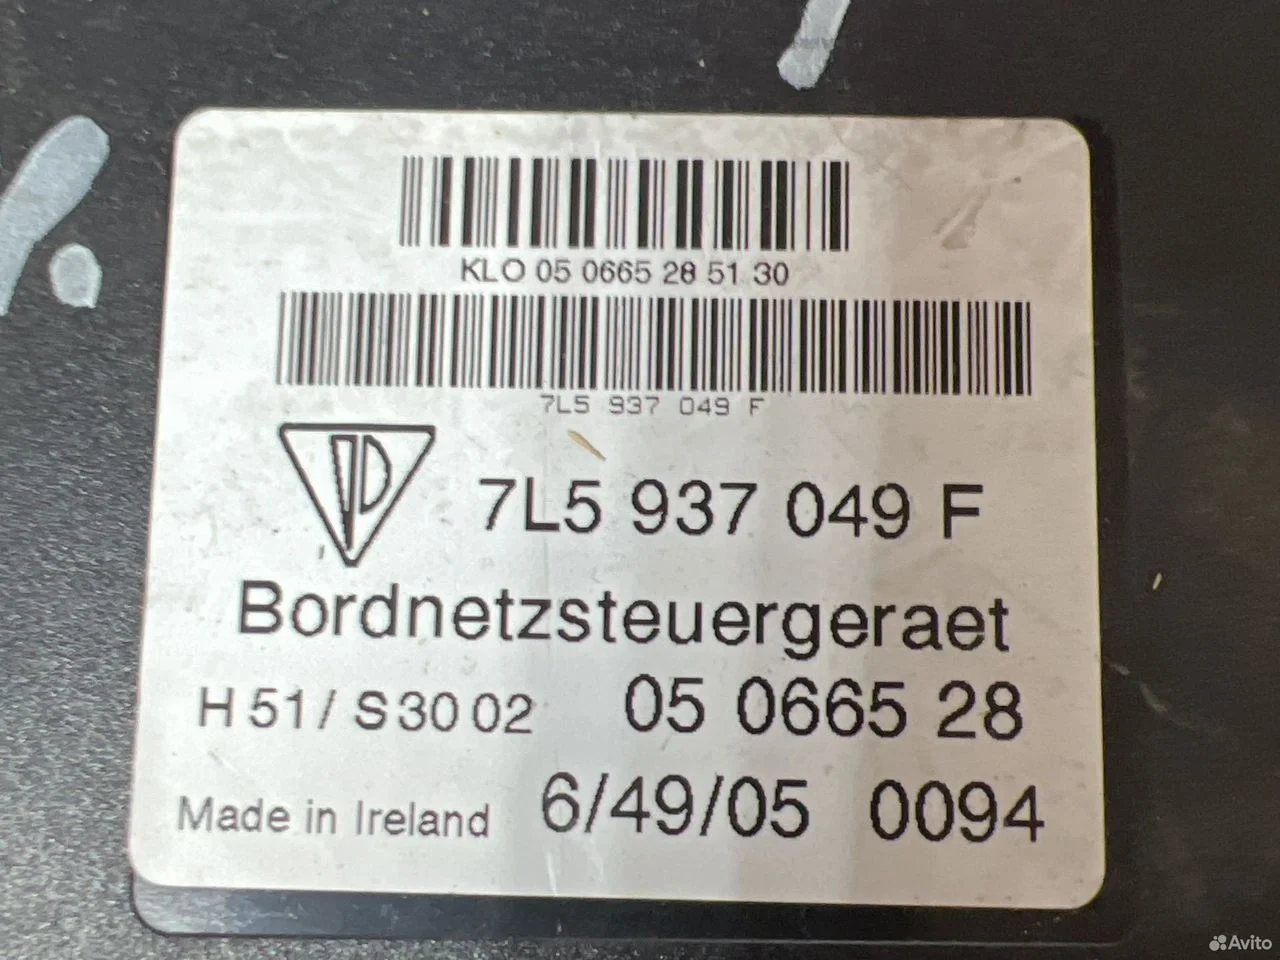 KLO 05 0665 28 51 30
7L5 937 049 F
7L5 937 049 F
Bordnetzsteuergeraet
H 51 / S 30 02 05 0665 28
Made in Ireland 6/49/05 0094
Avito